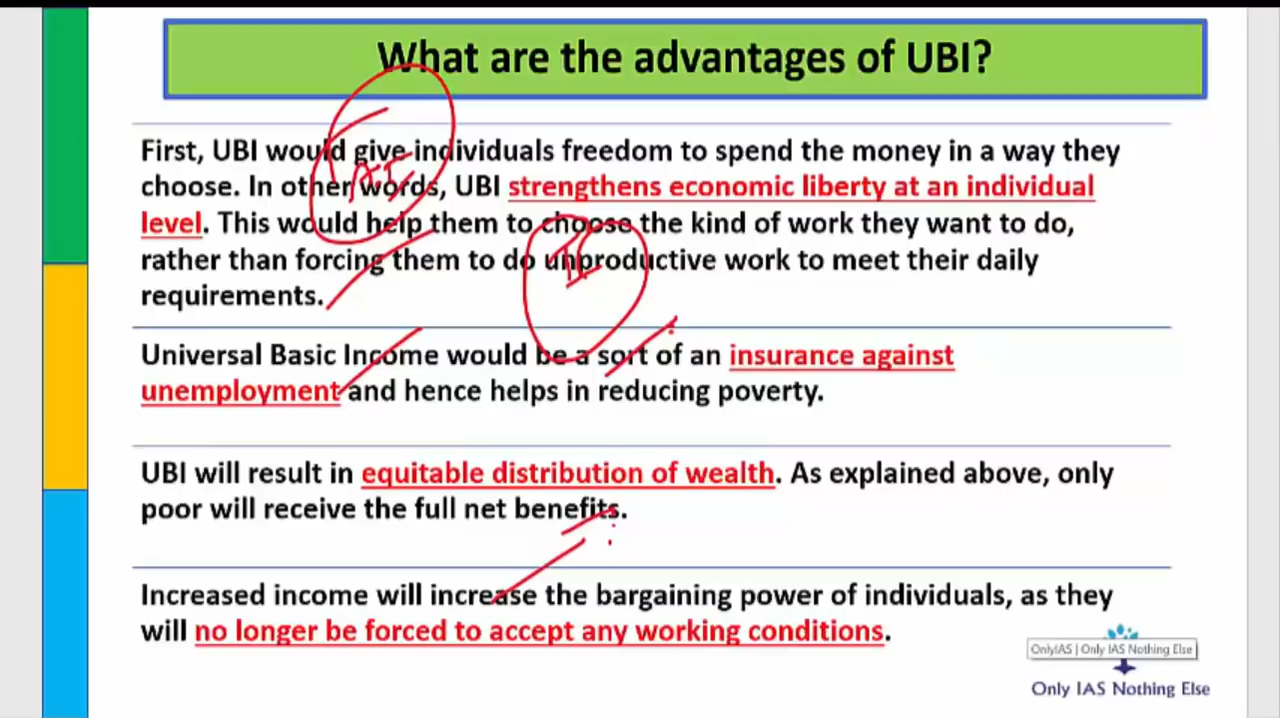 What are the advantages of UBI?
First, UBI would give individuals freedom to spend the money in a way they
choose. In other words, UBI strengthens economic liberty at an individual
level. This would help them to choose the kind of work they want to do,
rather than forcing them to do unproductive work to meet their daily
requirements.
Universal Basic Income would be a sort of an insurance against
unemployment and hence helps in reducing poverty.
UBI will result in equitable distribution of wealth. As explained above, only
poor will receive the full net benefits.
Increased income will increase the bargaining power of individuals, as they
will no longer be forced to accept any working conditions.
OnlyIAS | Only IAS Nothing Else
Only IAS Nothing Else